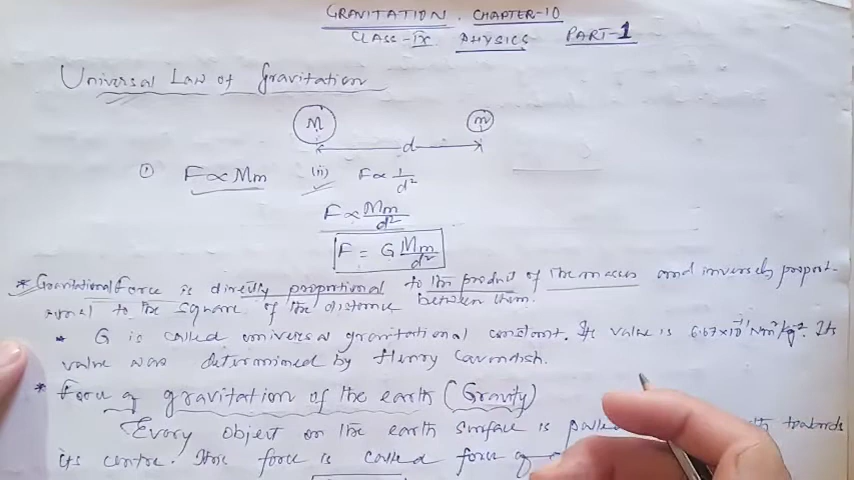 GRAVITATION. CHAPTER-10
CLASS-IX PHYSICS PART-1
Universal Law of Gravitation
M m
d
(i) F ∝ Mm (ii) F ∝ 1/d²
F ∝ Mm/d²
F = G Mm/d²
* Gravitational force is directly proportional to the product of the masses and inversely proport-
ional to the square of the distance between them.
* G is called universal gravitational constant. Its value is 6.67×10⁻¹¹ Nm²/kg². Its
value was determined by Henry Cavendish.
* Force of gravitation of the earth (Gravity)
Every object on the earth surface is towards
its centre. This force is called force of